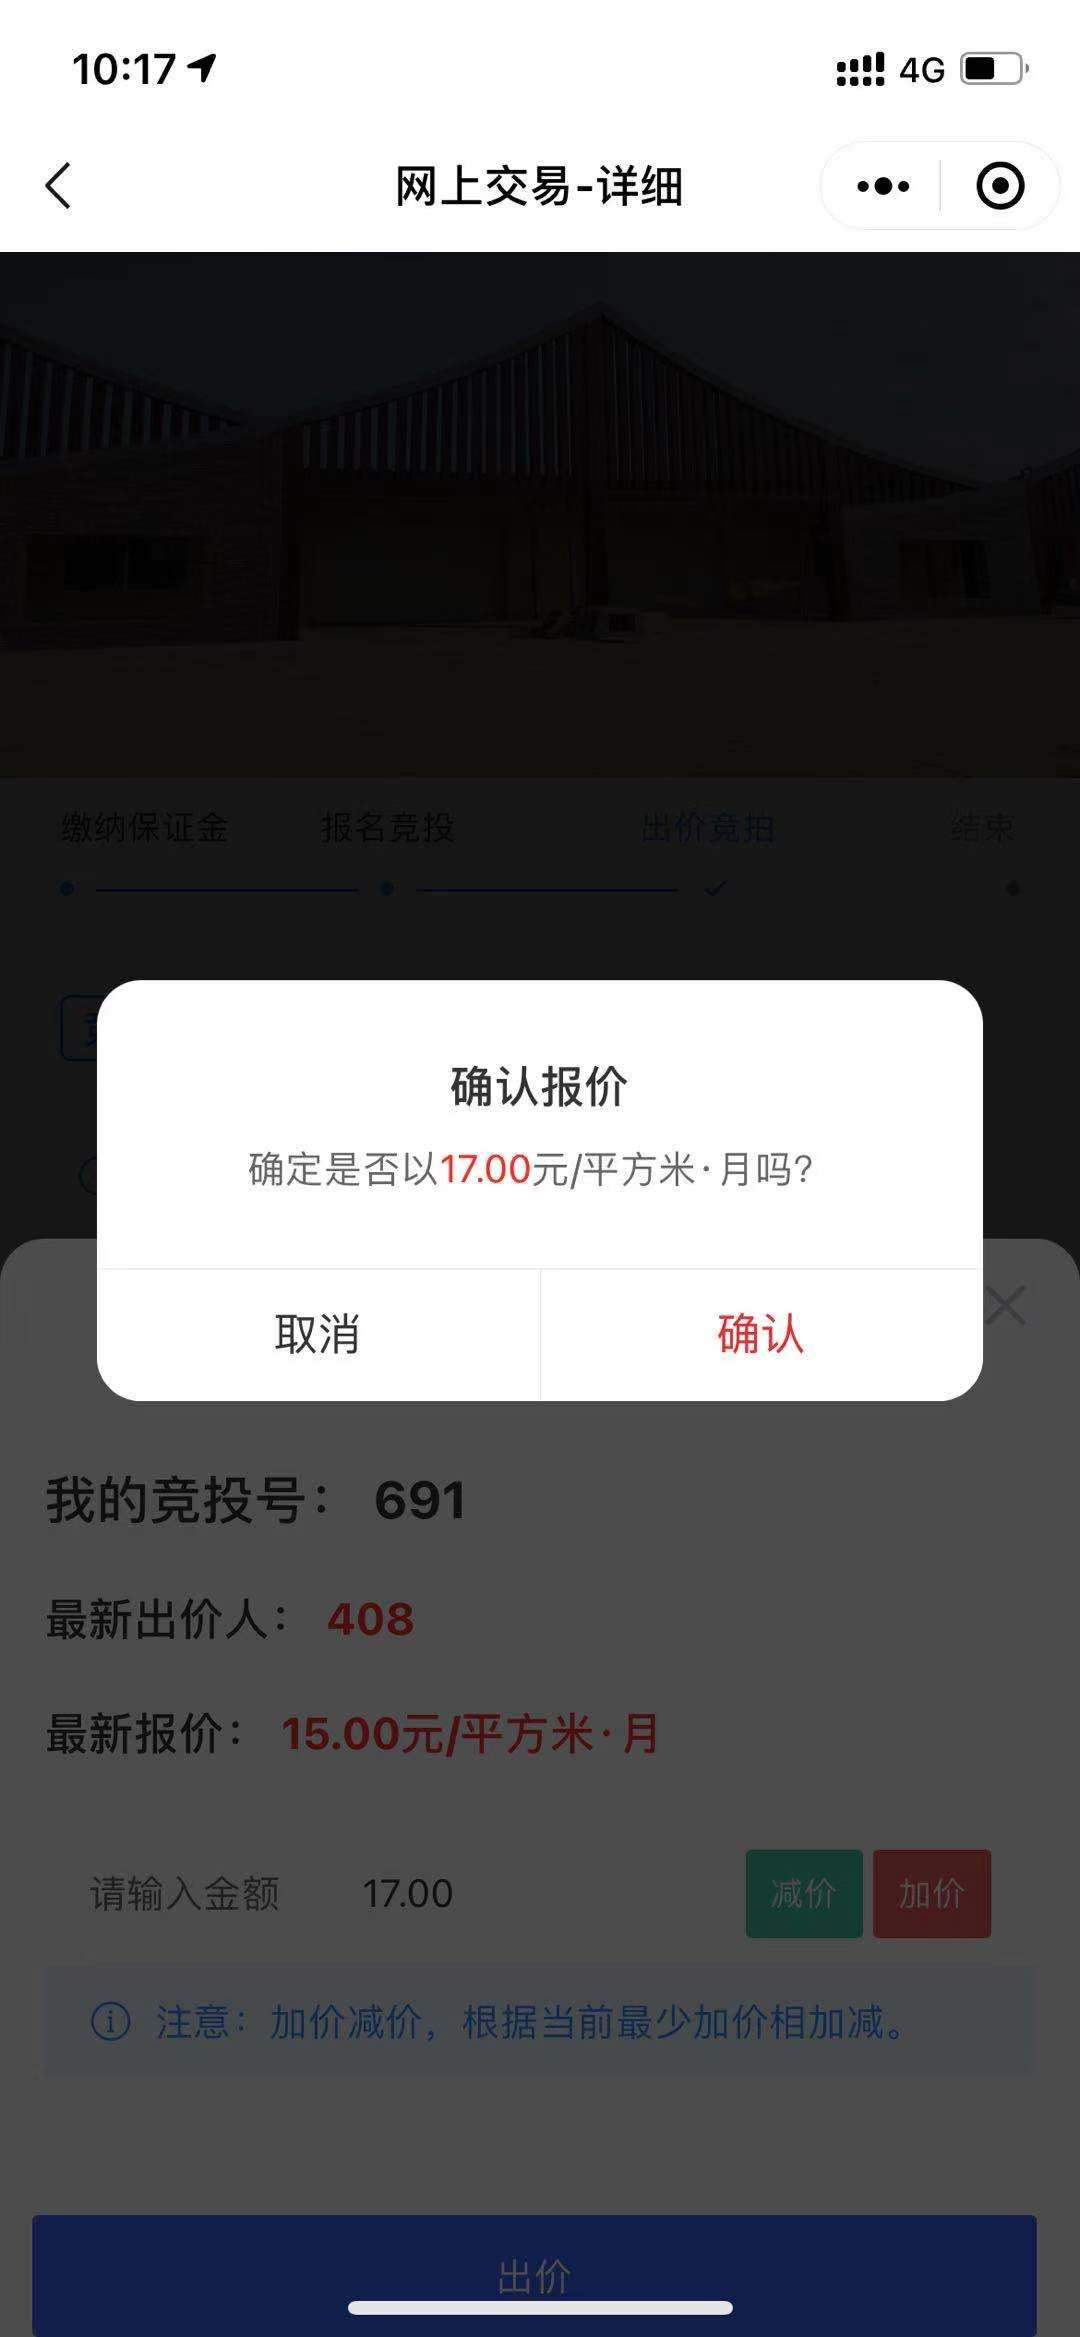 10:17
4G
网上交易-详细
缴纳保证金 报名竞投 出价竞拍 结束
确认报价
确定是否以17.00元/平方米·月吗?
取消 确认
我的竞投号： 691
最新出价人： 408
最新报价： 15.00元/平方米·月
请输入金额 17.00 减价 加价
注意：加价减价，根据当前最少加价相加减。
出价